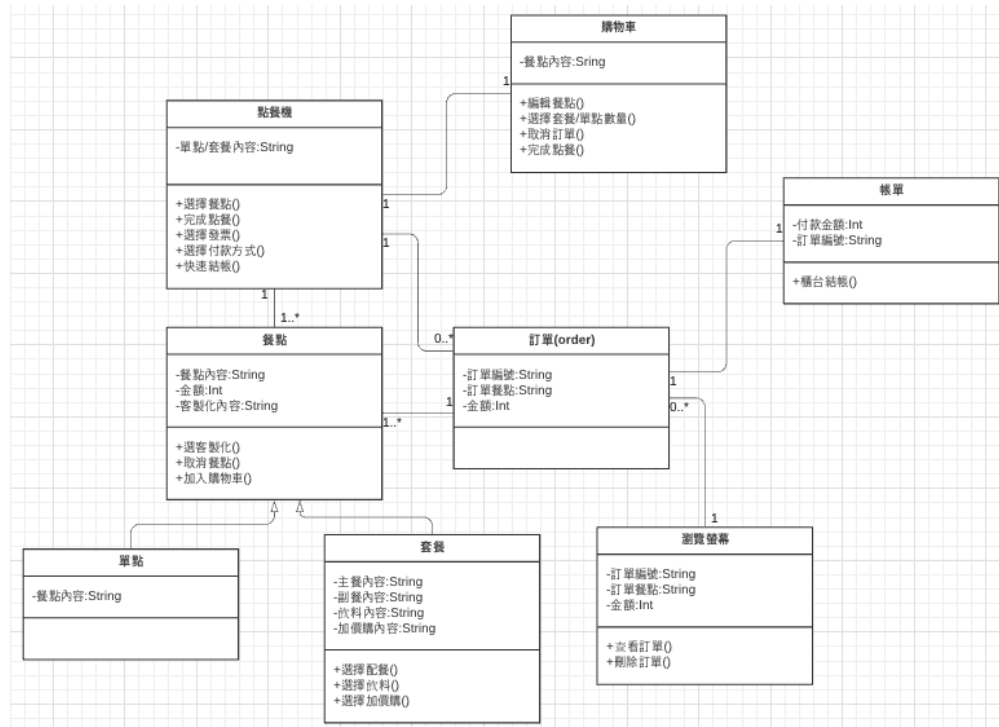 購物車
-餐點內容:Sring
+編輯餐點()
+選擇套餐/單點數量()
+取消訂單()
+完成點餐()
1
點餐機
-單點/套餐內容:String
+選擇餐點()
+完成點餐()
+選擇發票()
+選擇付款方式()
+快速結帳()
1
1
1
1..*
帳單
-付款金額:Int
-訂單編號:String
+櫃台結帳()
1
餐點
-餐點內容:String
-金額:Int
-客製化內容:String
+選客製化()
+取消餐點()
+加入購物車()
0..*
1
1..*
訂單(order)
-訂單編號:String
-訂單餐點:String
-金額:Int
1
0..*
1
單點
-餐點內容:String
套餐
-主餐內容:String
-副餐內容:String
-飲料內容:String
-加價購內容:String
+選擇配餐()
+選擇飲料()
+選擇加價購()
瀏覽螢幕
-訂單編號:String
-訂單餐點:String
-金額:Int
+查看訂單()
+刪除訂單()